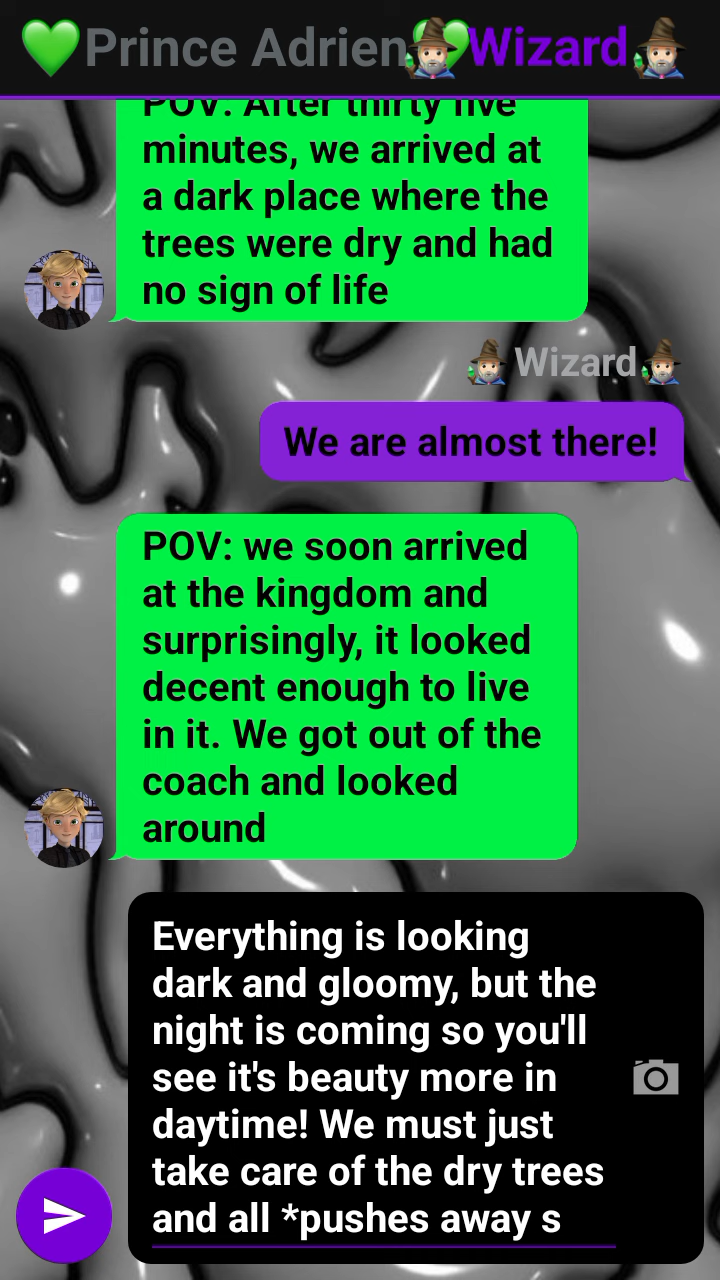 💚Prince Adrien💚 🧙Wizard🧙
POV: After thirty five
minutes, we arrived at
a dark place where the
trees were dry and had
no sign of life
🧙Wizard🧙
We are almost there!
POV: we soon arrived
at the kingdom and
surprisingly, it looked
decent enough to live
in it. We got out of the
coach and looked
around
Everything is looking
dark and gloomy, but the
night is coming so you'll
see it's beauty more in
daytime! We must just
take care of the dry trees
and all *pushes away s